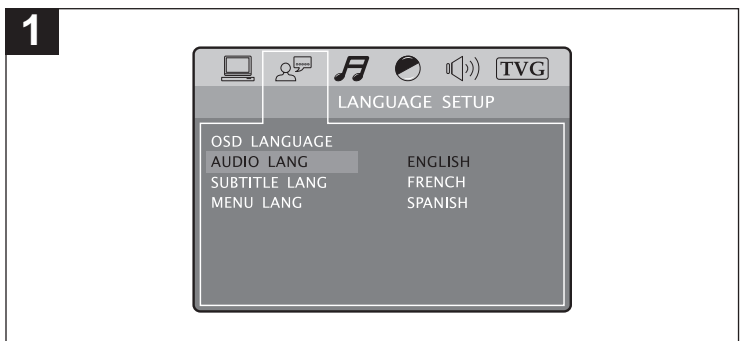 1
TVG
LANGUAGE SETUP
OSD LANGUAGE
AUDIO LANG ENGLISH
SUBTITLE LANG FRENCH
MENU LANG SPANISH